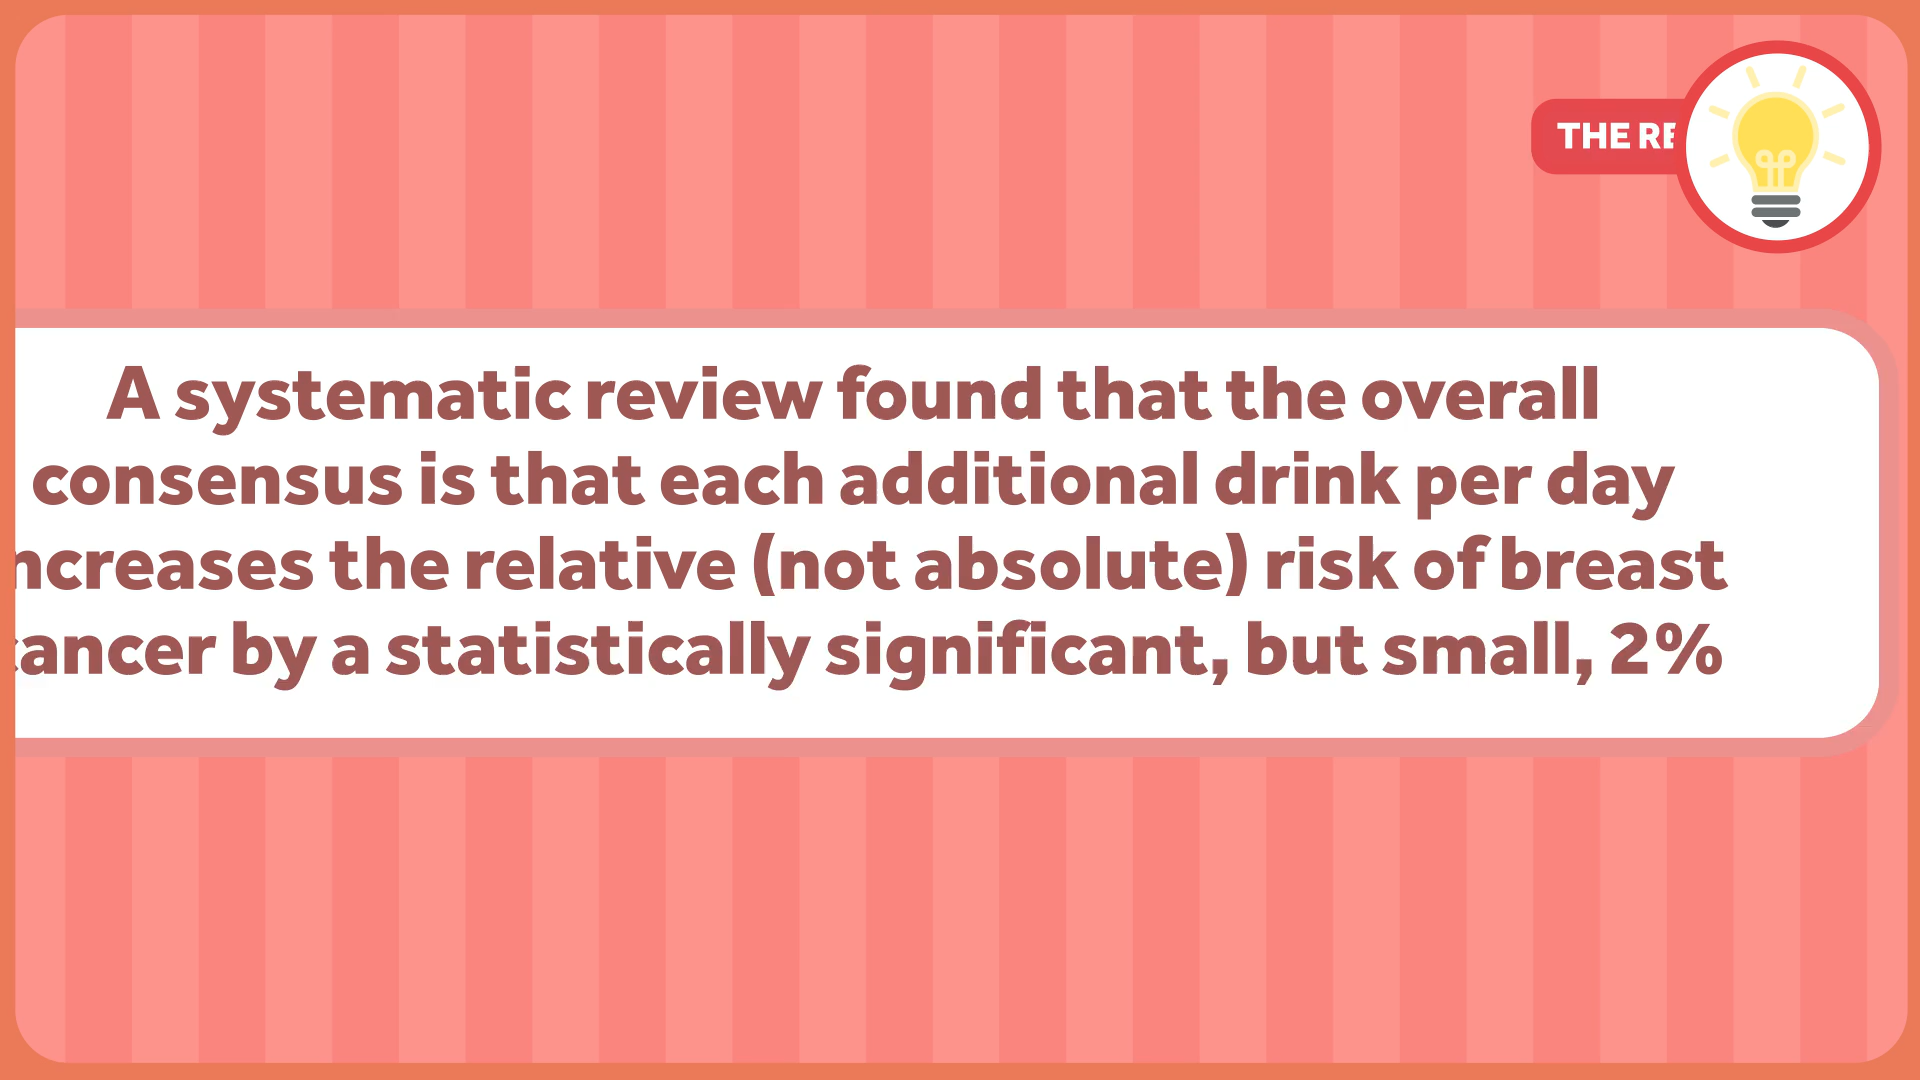 THE RE
A systematic review found that the overall
consensus is that each additional drink per day
ncreases the relative (not absolute) risk of breast
cancer by a statistically significant, but small, 2%